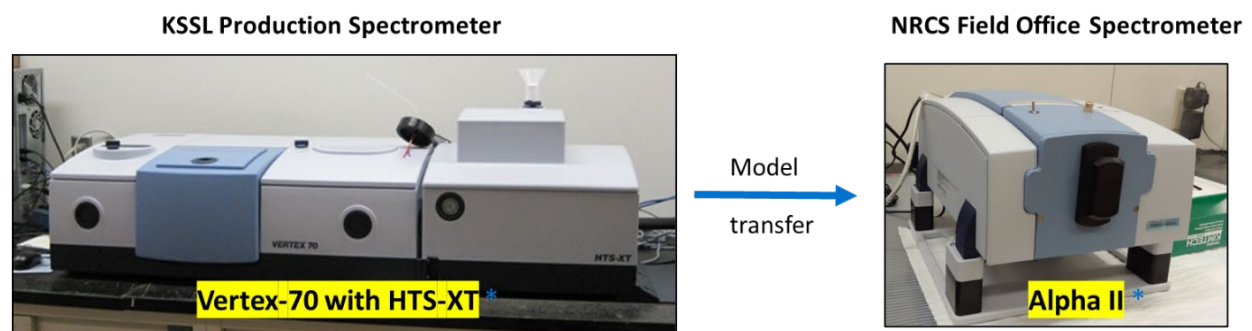 KSSL Production Spectrometer
NRCS Field Office Spectrometer
VERTEX 70
HTS-XT
Vertex-70 with HTS-XT *
Model
transfer
KIMTECH
Alpha II *